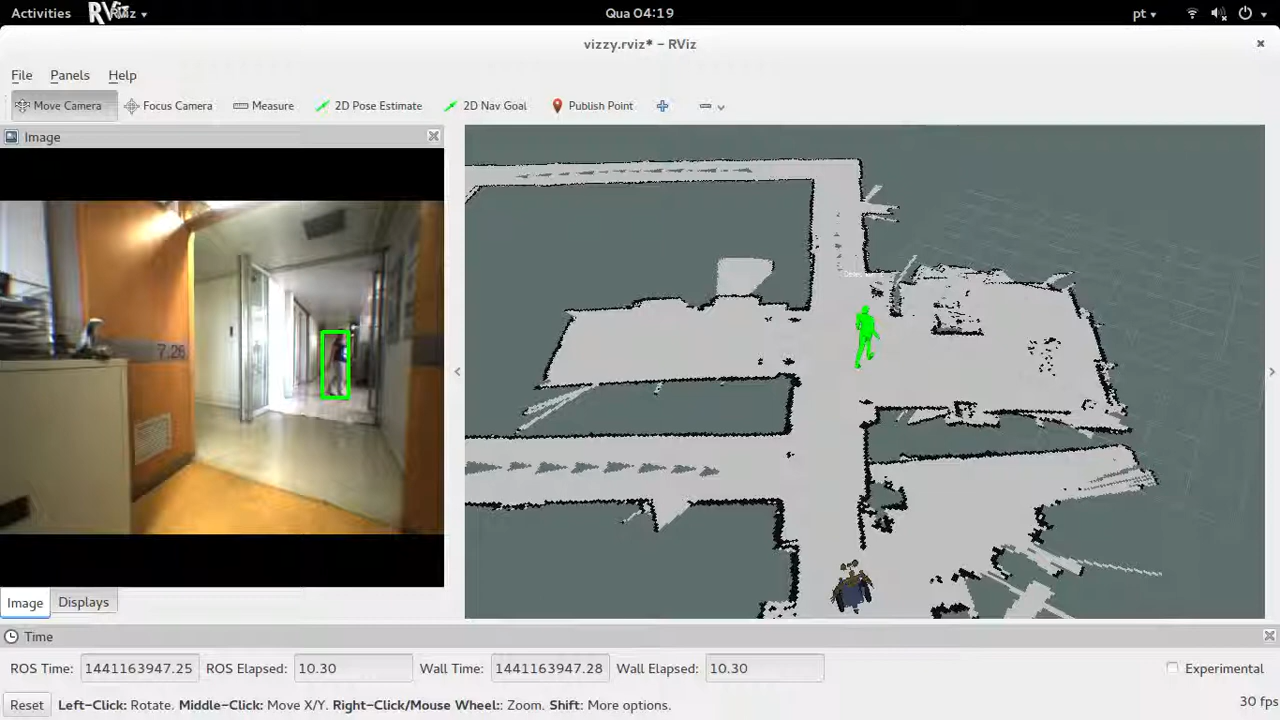 Activities RViz Qua 04:19 pt
vizzy.rviz* – RViz
File Panels Help
Move Camera Focus Camera Measure 2D Pose Estimate 2D Nav Goal Publish Point
Image
7.26
Image Displays
Time
ROS Time: 1441163947.25 ROS Elapsed: 10.30 Wall Time: 1441163947.28 Wall Elapsed: 10.30 Experimental
Reset Left-Click: Rotate. Middle-Click: Move X/Y. Right-Click/Mouse Wheel:: Zoom. Shift: More options. 30 fps